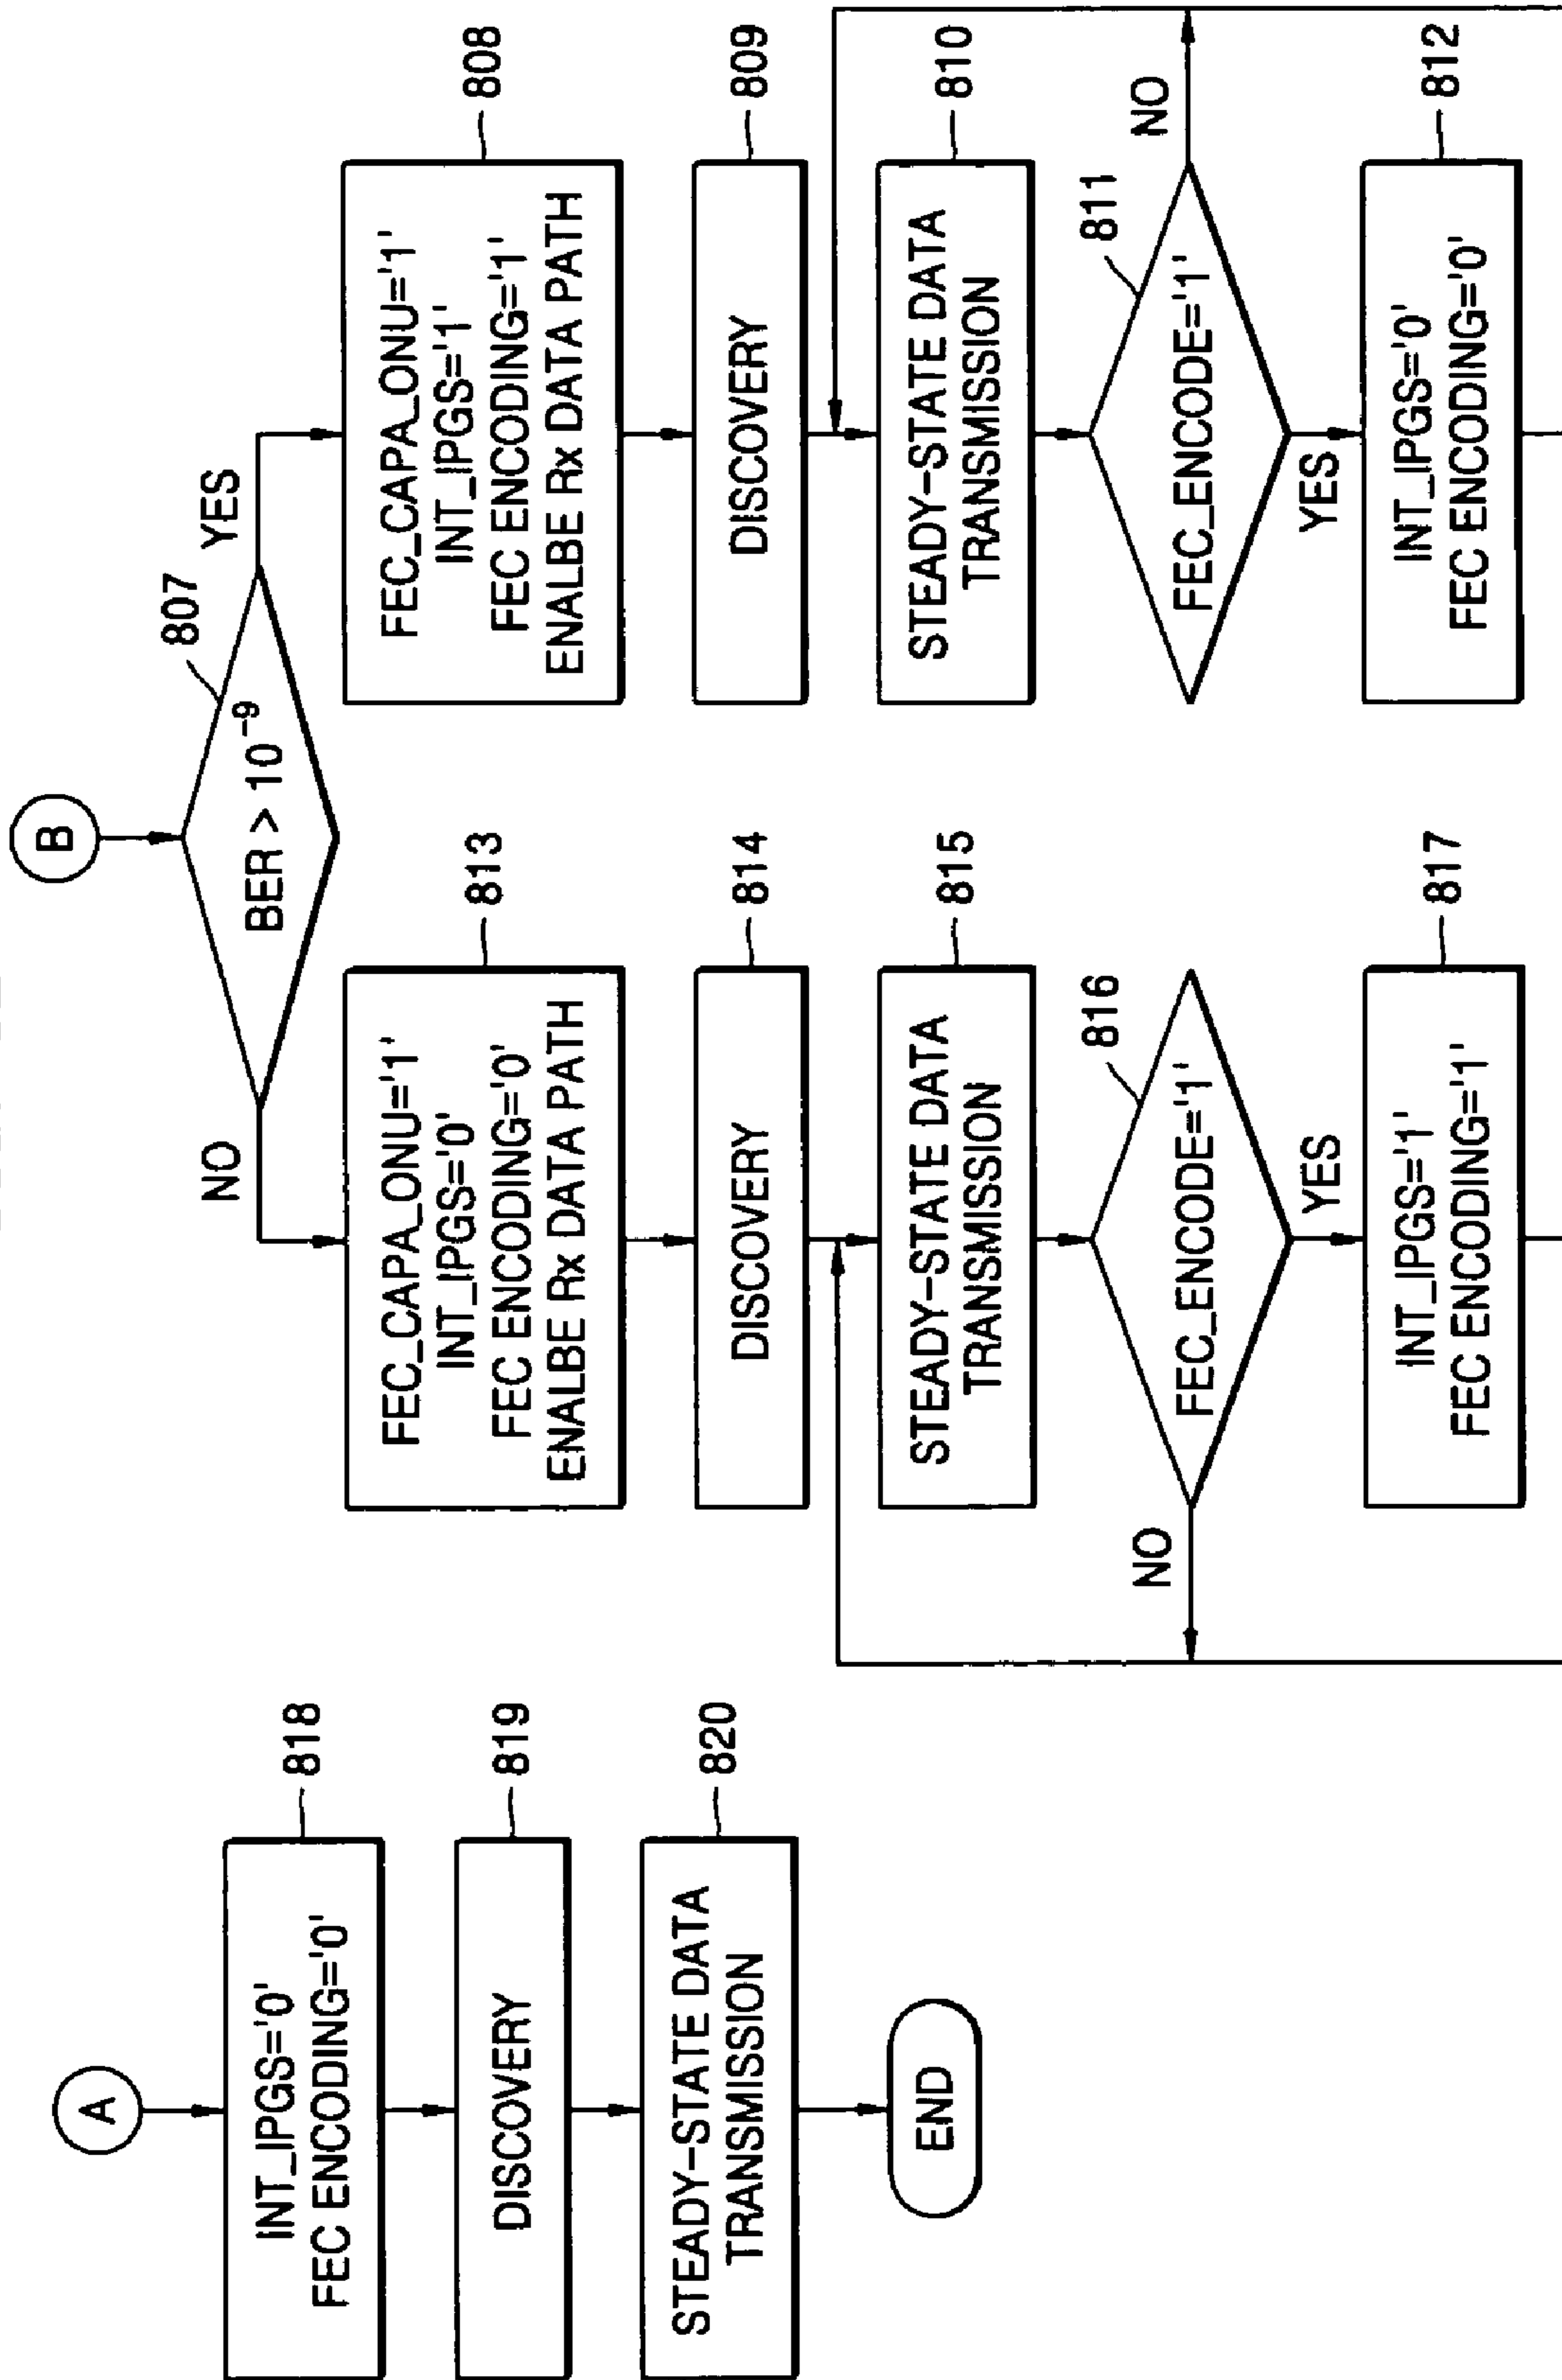 A
INT_IPGS='0'
FEC ENCODING='0'
818
DISCOVERY
819
STEADY-STATE DATA
TRANSMISSION
820
END
B
BER > 10⁻⁹
807
NO
YES
FEC_CAPA_ONU='1'
INT_IPGS='0'
FEC ENCODING='0'
ENALBE Rx DATA PATH
813
DISCOVERY
814
STEADY-STATE DATA
TRANSMISSION
815
FEC_ENCODE='1'
816
NO
YES
INT_IPGS='1'
FEC ENCODING='1'
817
FEC_CAPA_ONU='1'
INT_IPGS='1'
FEC ENCODING='1'
ENALBE Rx DATA PATH
808
DISCOVERY
809
STEADY-STATE DATA
TRANSMISSION
810
FEC_ENCODE='1'
811
NO
YES
INT_IPGS='0'
FEC ENCODING='0'
812